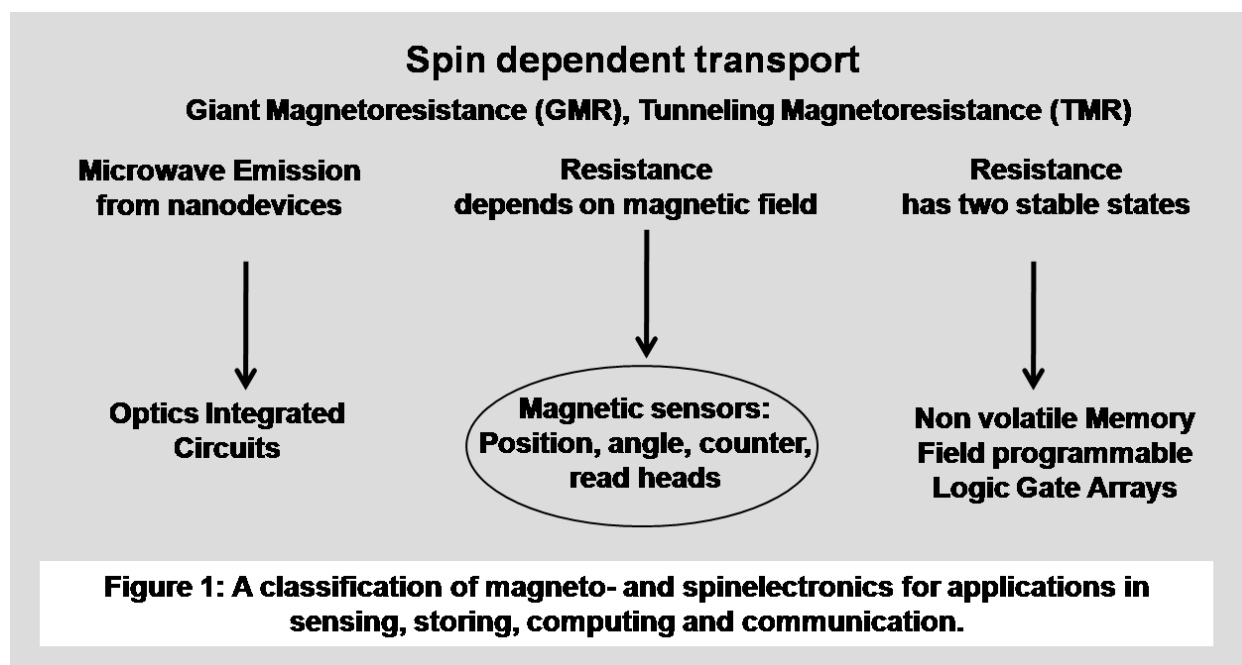 Spin dependent transport
Giant Magnetoresistance (GMR), Tunneling Magnetoresistance (TMR)
Microwave Emission
from nanodevices
Resistance
depends on magnetic field
Resistance
has two stable states
Optics Integrated
Circuits
Magnetic sensors:
Position, angle, counter,
read heads
Non volatile Memory
Field programmable
Logic Gate Arrays
Figure 1: A classification of magneto- and spinelectronics for applications in
sensing, storing, computing and communication.